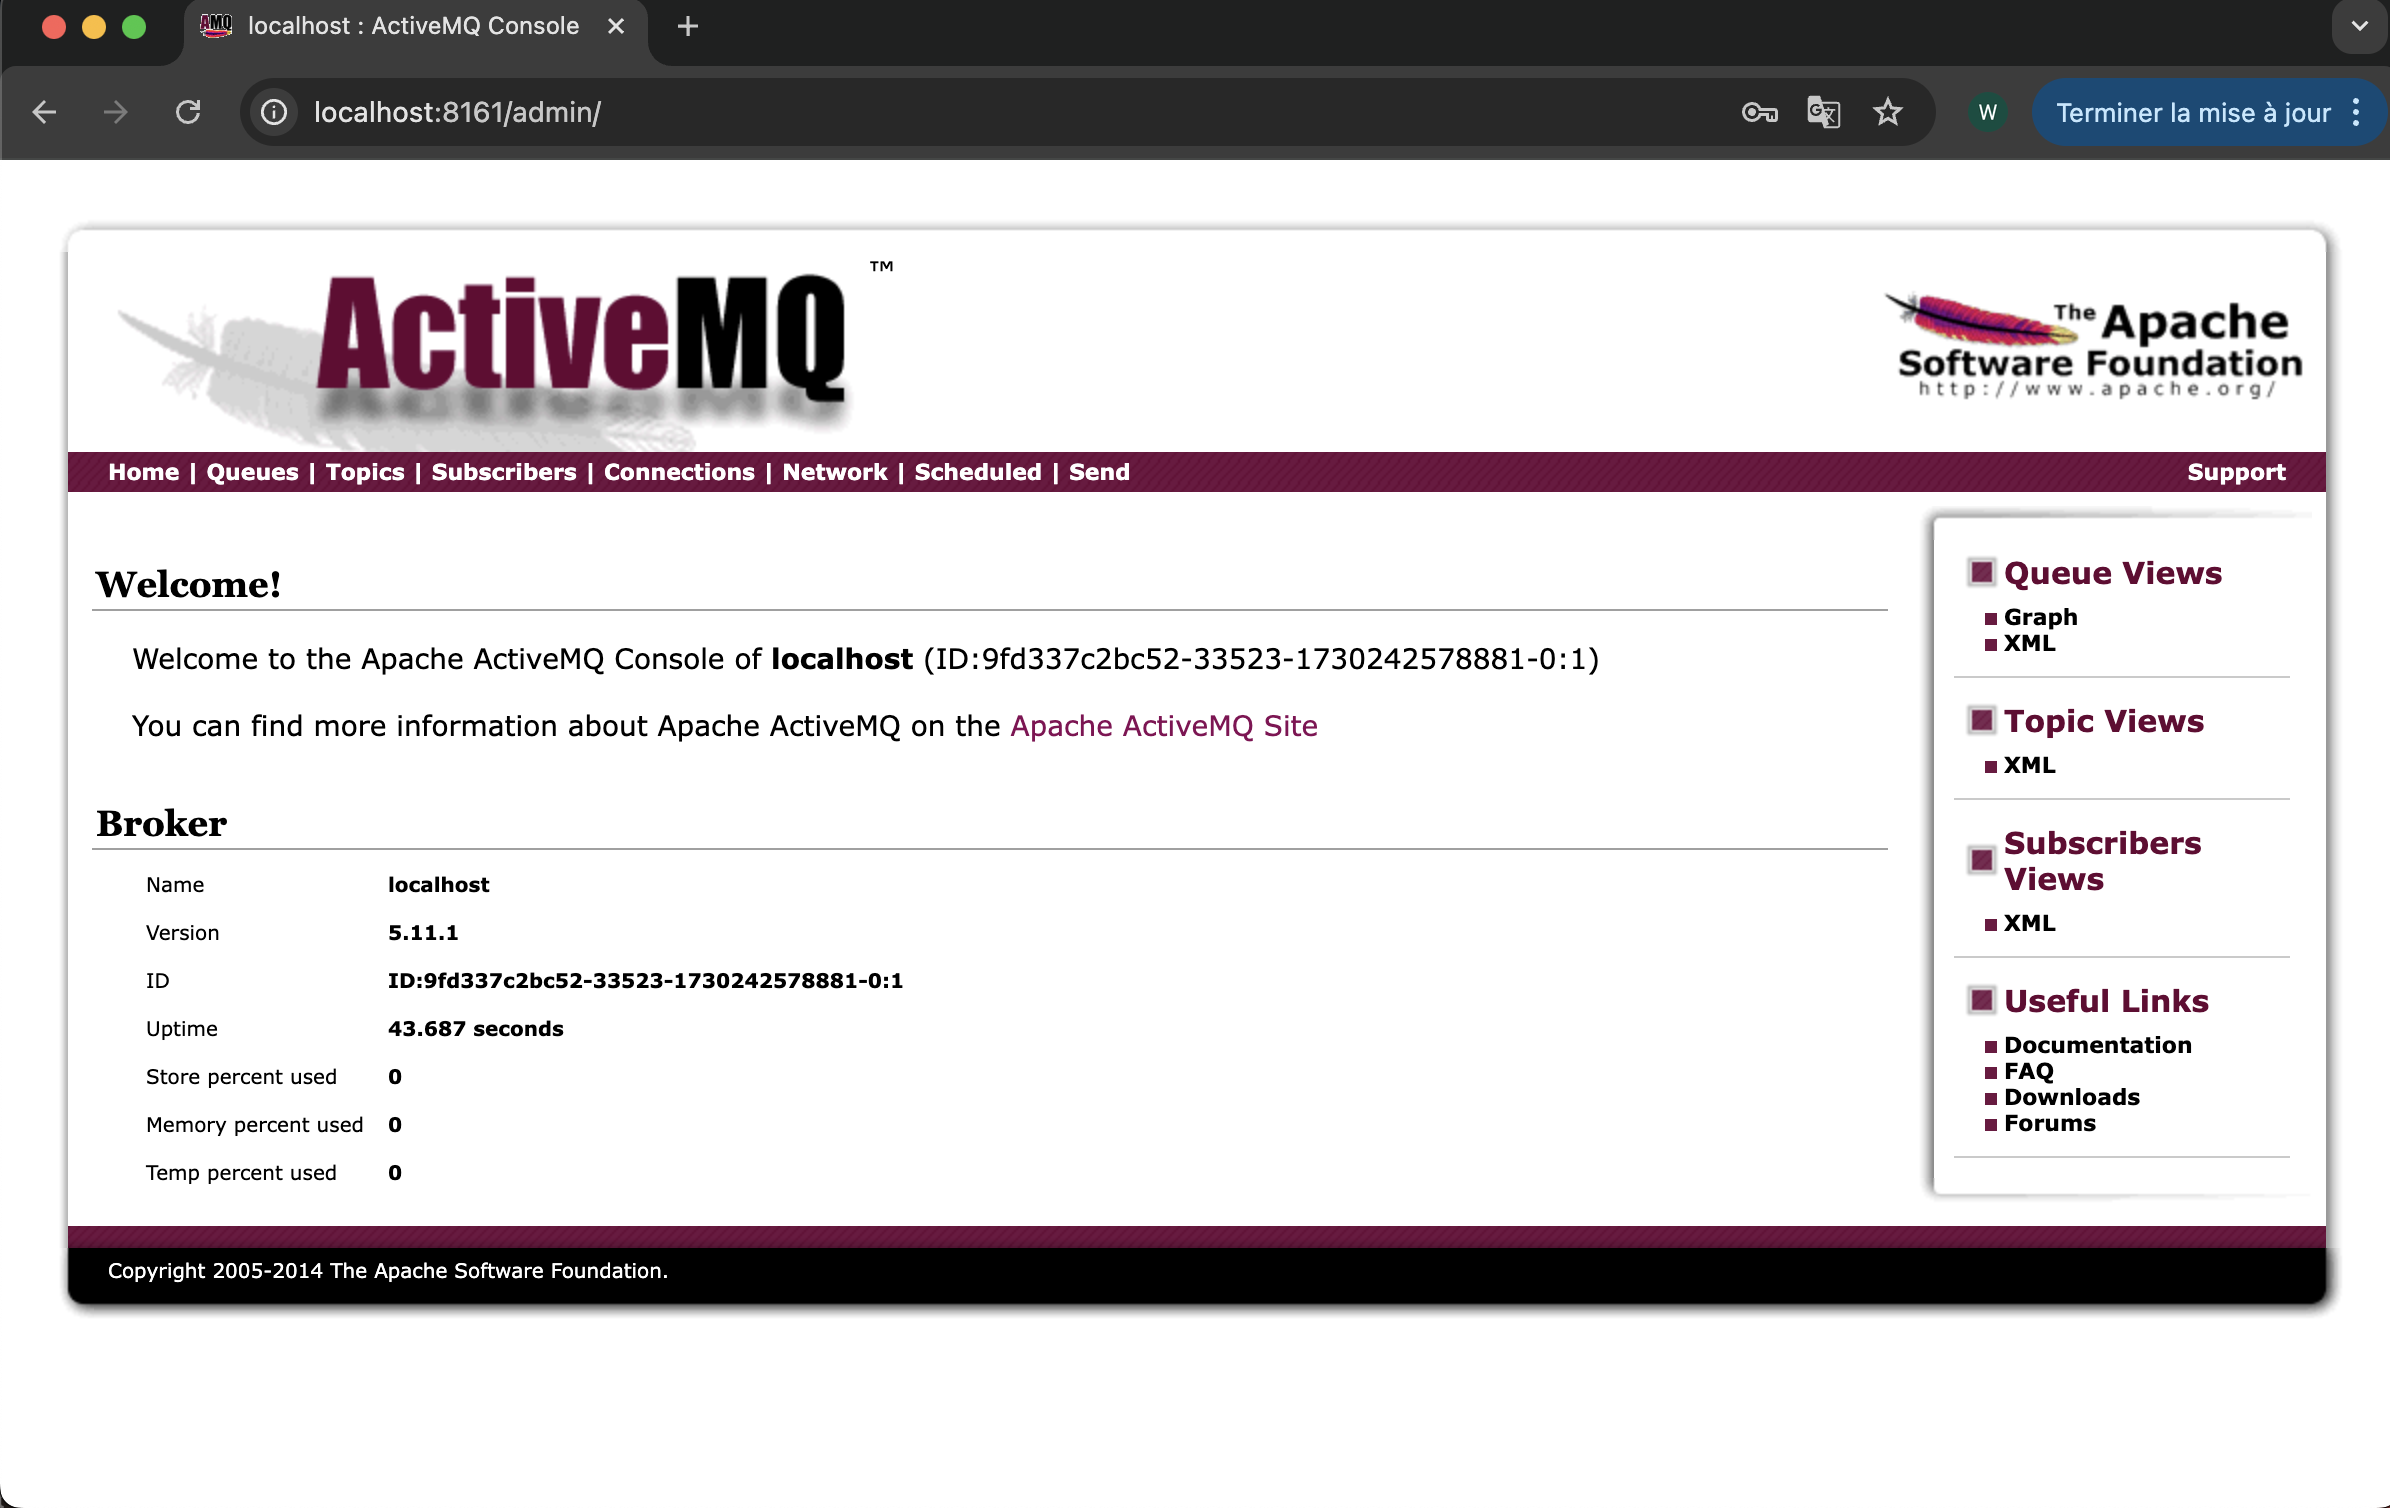 AMQ localhost : ActiveMQ Console
localhost:8161/admin/
W
Terminer la mise à jour
ActiveMQ ™
The Apache
Software Foundation
http://www.apache.org/
Home | Queues | Topics | Subscribers | Connections | Network | Scheduled | Send
Support
Welcome!
Welcome to the Apache ActiveMQ Console of localhost (ID:9fd337c2bc52-33523-1730242578881-0:1)
You can find more information about Apache ActiveMQ on the Apache ActiveMQ Site
Broker
Name localhost
Version 5.11.1
ID ID:9fd337c2bc52-33523-1730242578881-0:1
Uptime 43.687 seconds
Store percent used 0
Memory percent used 0
Temp percent used 0
Queue Views
Graph
XML
Topic Views
XML
Subscribers
Views
XML
Useful Links
Documentation
FAQ
Downloads
Forums
Copyright 2005-2014 The Apache Software Foundation.